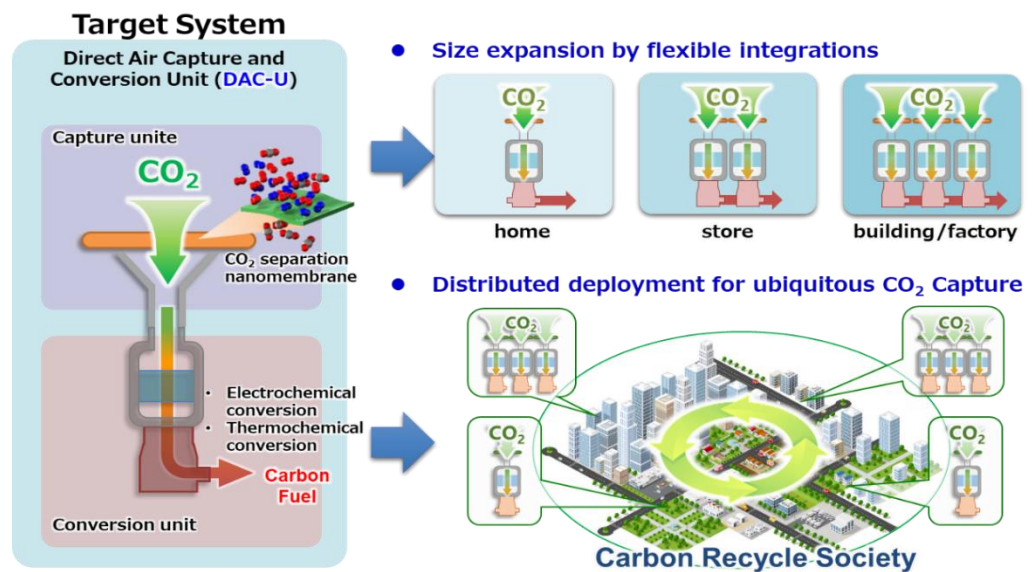 Target System
Direct Air Capture and
Conversion Unit (DAC-U)
Capture unite
CO₂
CO₂ separation
nanomembrane
• Electrochemical
conversion
• Thermochemical
conversion
Carbon
Fuel
Conversion unit
• Size expansion by flexible integrations
CO₂
CO₂
CO₂
home
store
building/factory
• Distributed deployment for ubiquitous CO₂ Capture
CO₂
CO₂
CO₂
CO₂
Carbon Recycle Society